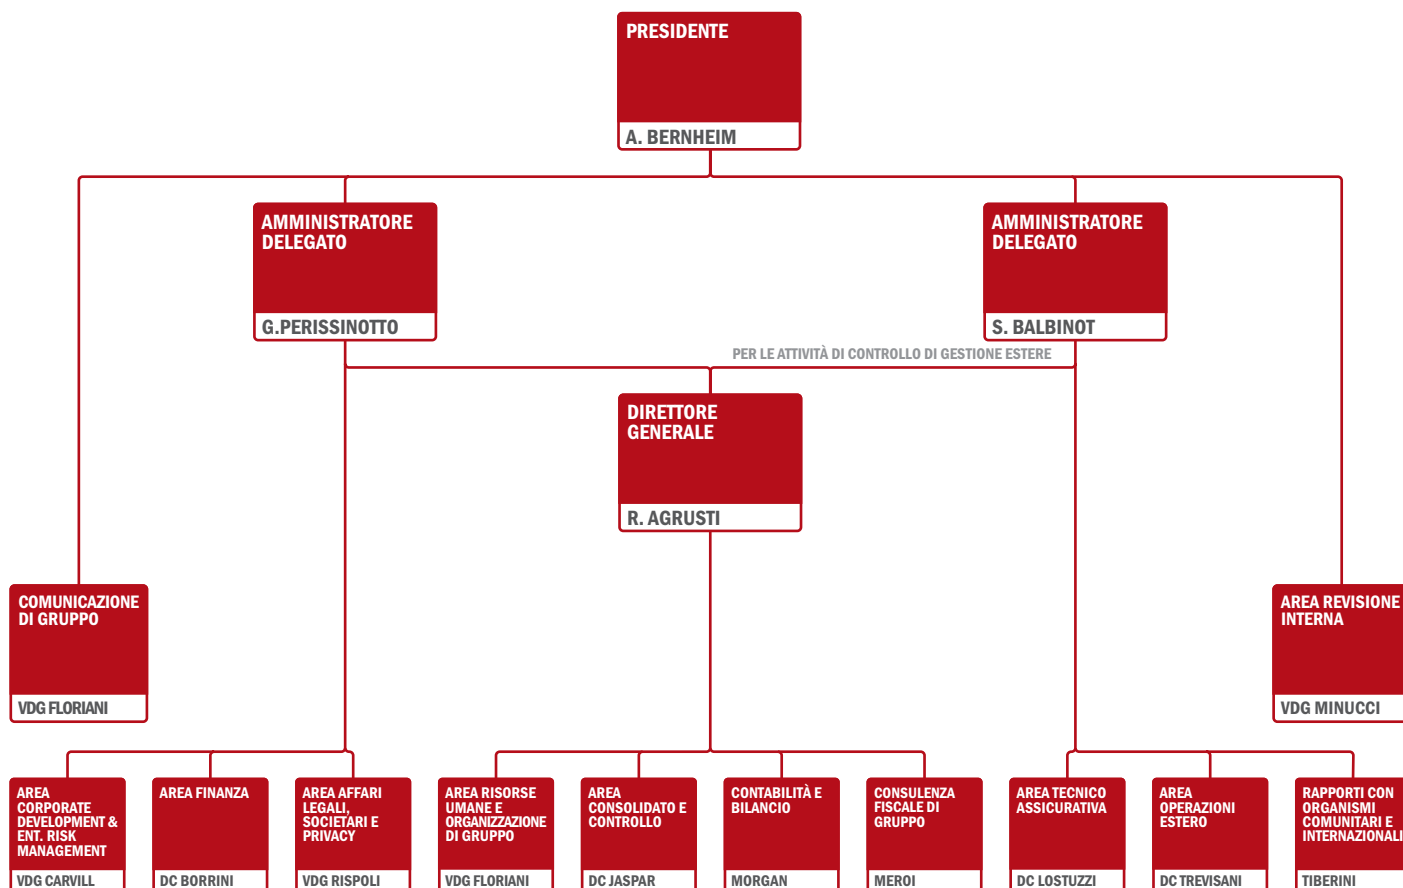 PRESIDENTE
A. BERNHEIM
AMMINISTRATORE
DELEGATO
G.PERISSINOTTO
AMMINISTRATORE
DELEGATO
S. BALBINOT
PER LE ATTIVITÀ DI CONTROLLO DI GESTIONE ESTERE
DIRETTORE
GENERALE
R. AGRUSTI
COMUNICAZIONE
DI GRUPPO
VDG FLORIANI
AREA REVISIONE
INTERNA
VDG MINUCCI
AREA
CORPORATE
DEVELOPMENT &
ENT. RISK
MANAGEMENT
VDG CARVILL
AREA FINANZA
DC BORRINI
AREA AFFARI
LEGALI,
SOCIETARI E
PRIVACY
VDG RISPOLI
AREA RISORSE
UMANE E
ORGANIZZAZIONE
DI GRUPPO
VDG FLORIANI
AREA
CONSOLIDATO E
CONTROLLO
DC JASPAR
CONTABILITÀ E
BILANCIO
MORGAN
CONSULENZA
FISCALE DI
GRUPPO
MEROI
AREA TECNICO
ASSICURATIVA
DC LOSTUZZI
AREA
OPERAZIONI
ESTERO
DC TREVISANI
RAPPORTI CON
ORGANISMI
COMUNITARI E
INTERNAZIONALI
TIBERINI